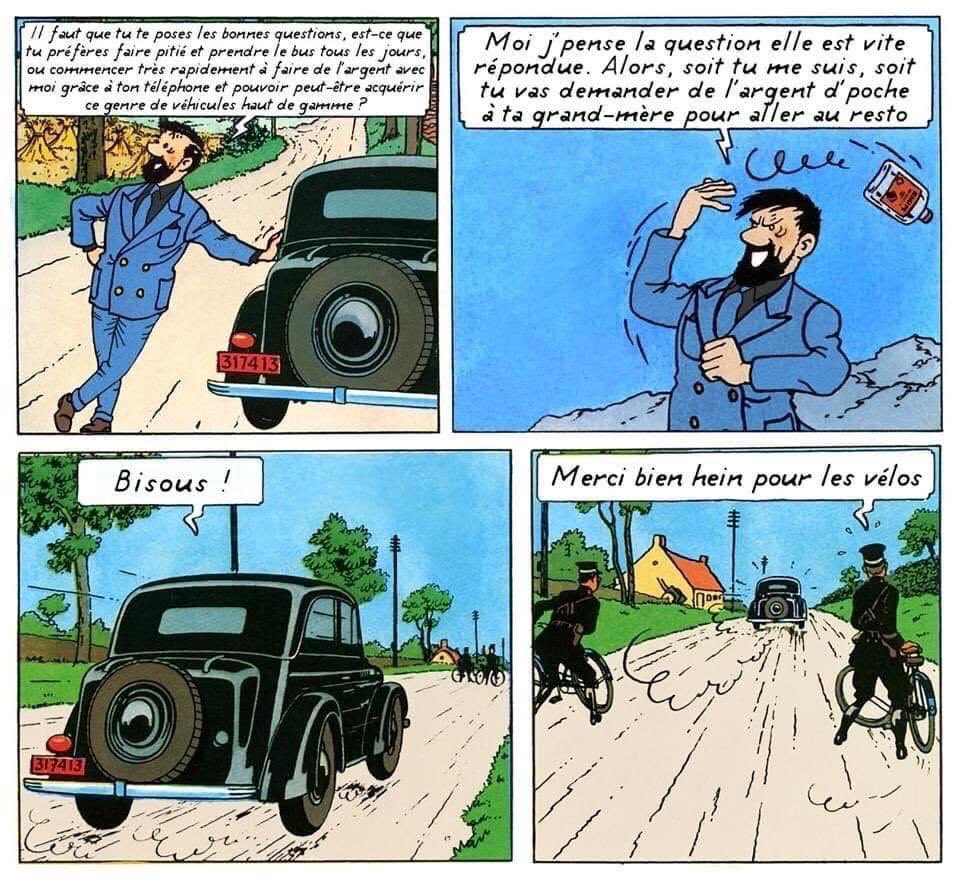 Il faut que tu te poses les bonnes questions, est-ce que
tu préfères faire pitié et prendre le bus tous les jours,
ou commencer très rapidement à faire de l'argent avec
moi grâce à ton téléphone et pouvoir peut-être acquérir
ce genre de véhicules haut de gamme ?
317413
Moi j'pense la question elle est vite
répondue. Alors, soit tu me suis, soit
tu vas demander de l'argent d'poche
à ta grand-mère pour aller au resto
Bisous !
317413
Merci bien hein pour les vélos